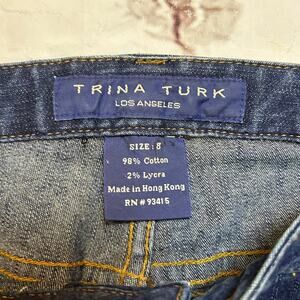 TRINA TURK
LOS ANGELES
SIZE: 8
98% Cotton
2% Lycra
Made in Hong Kong
RN # 93415